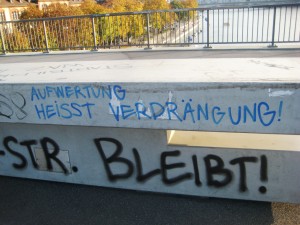 AUFWERTUNG
HEISST VERDRÄNGUNG!
-STR. BLEIBT!